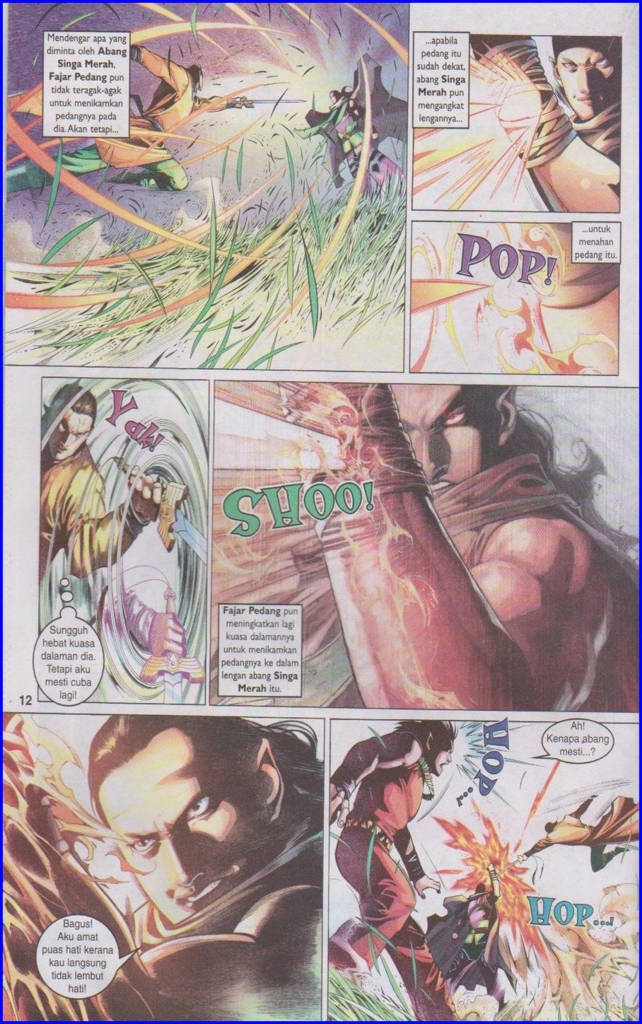 Mendengar apa yang
diminta oleh Abang
Singa Merah,
Fajar Pedang pun
tidak teragak-agak
untuk menikamkan
pedangnya pada
dia. Akan tetapi...
...apabila
pedang itu
sudah dekat,
abang Singa
Merah pun
mengangkat
lengannya...
...untuk
menahan
pedang itu.
POP!
Yak!
Sungguh
hebat kuasa
dalaman dia.
Tetapi aku
mesti cuba
lagi!
SHOO!
Fajar Pedang pun
meningkatkan lagi
kuasa dalamannya
untuk menikamkan
pedangnya ke dalam
lengan abang Singa
Merah itu.
12
Bagus!
Aku amat
puas hati kerana
kau langsung
tidak lembut
hati!
HOP...
Ah!
Kenapa abang
mesti...?
HOP...!